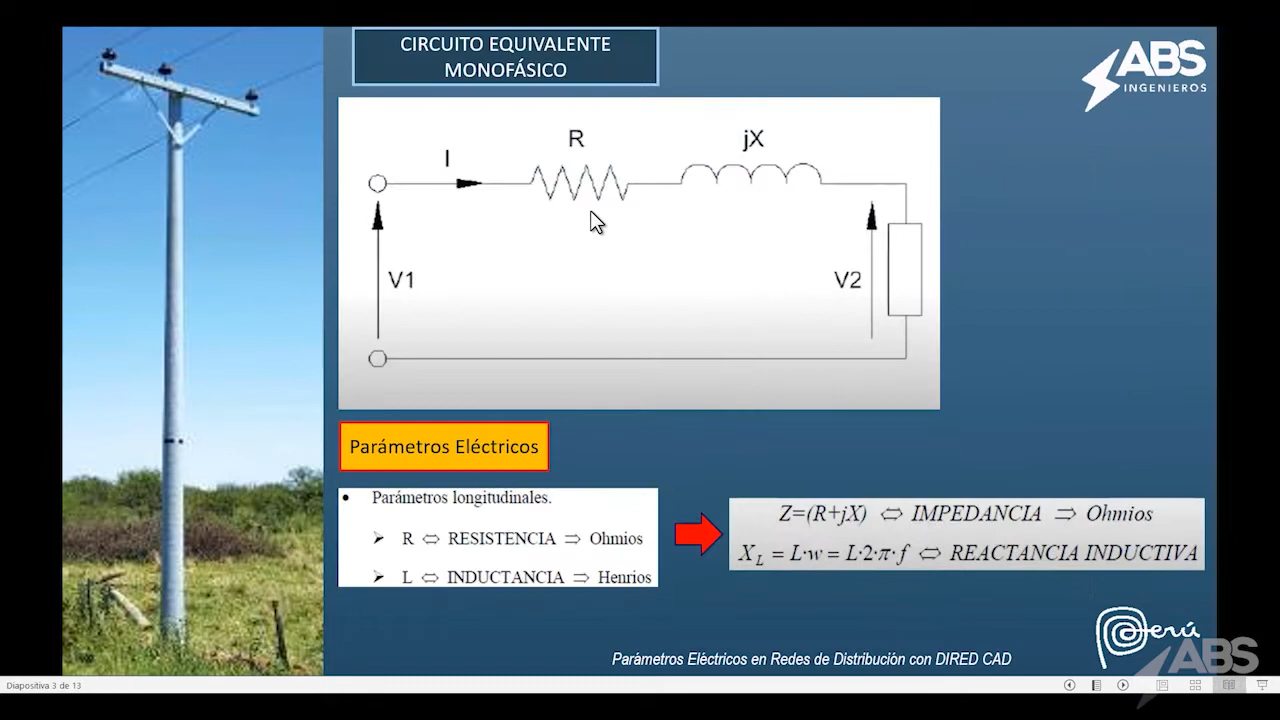 CIRCUITO EQUIVALENTE
MONOFÁSICO
ABS
INGENIEROS
R
jX
I
V1
V2
Parámetros Eléctricos
• Parámetros longitudinales.
➢ R ⇔ RESISTENCIA ⇒ Ohmios
➢ L ⇔ INDUCTANCIA ⇒ Henrios
Z=(R+jX) ⇔ IMPEDANCIA ⇒ Ohmios
X_L = L·w = L·2·π·f ⇔ REACTANCIA INDUCTIVA
Perú
ABS
Parámetros Eléctricos en Redes de Distribución con DIRED CAD
Diapositiva 3 de 13